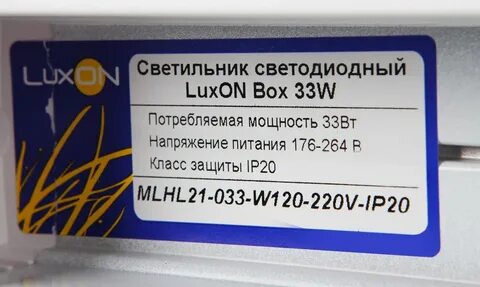 LUXON
Светильник светодиодный
LuxON Box 33W
Потребляемая мощность 33Вт
Напряжение питания 176-264 В
Класс защиты IP20
MLHL21-033-W120-220V-IP20